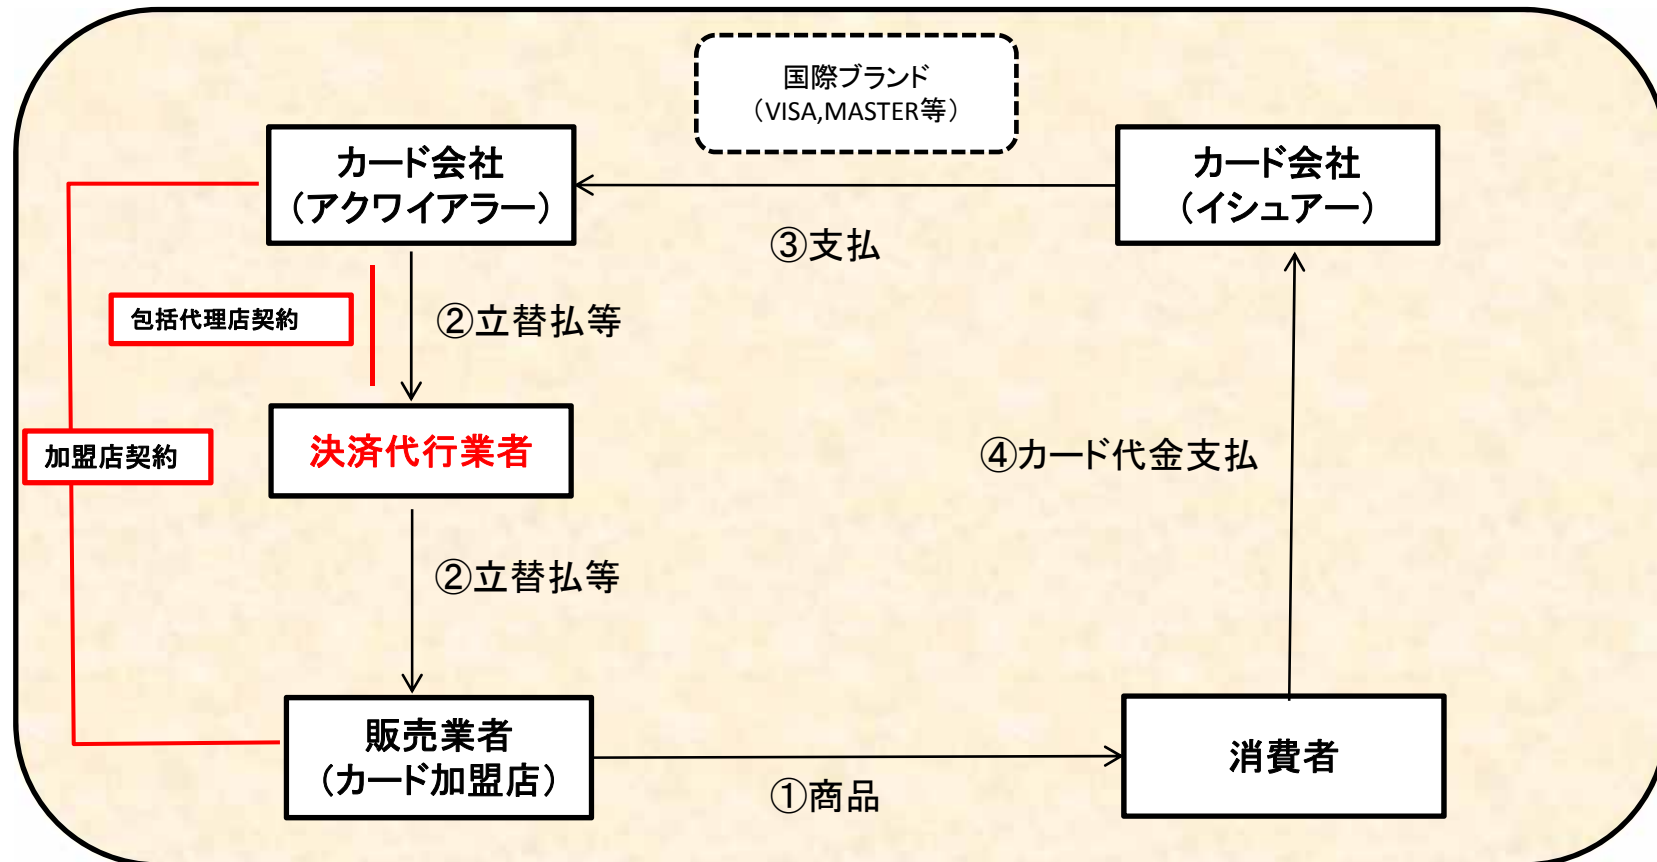 国際ブランド
（VISA,MASTER等）
カード会社
（アクワイアラー）
カード会社
（イシュアー）
③支払
包括代理店契約
②立替払等
決済代行業者
加盟店契約
④カード代金支払
②立替払等
販売業者
（カード加盟店）
消費者
①商品